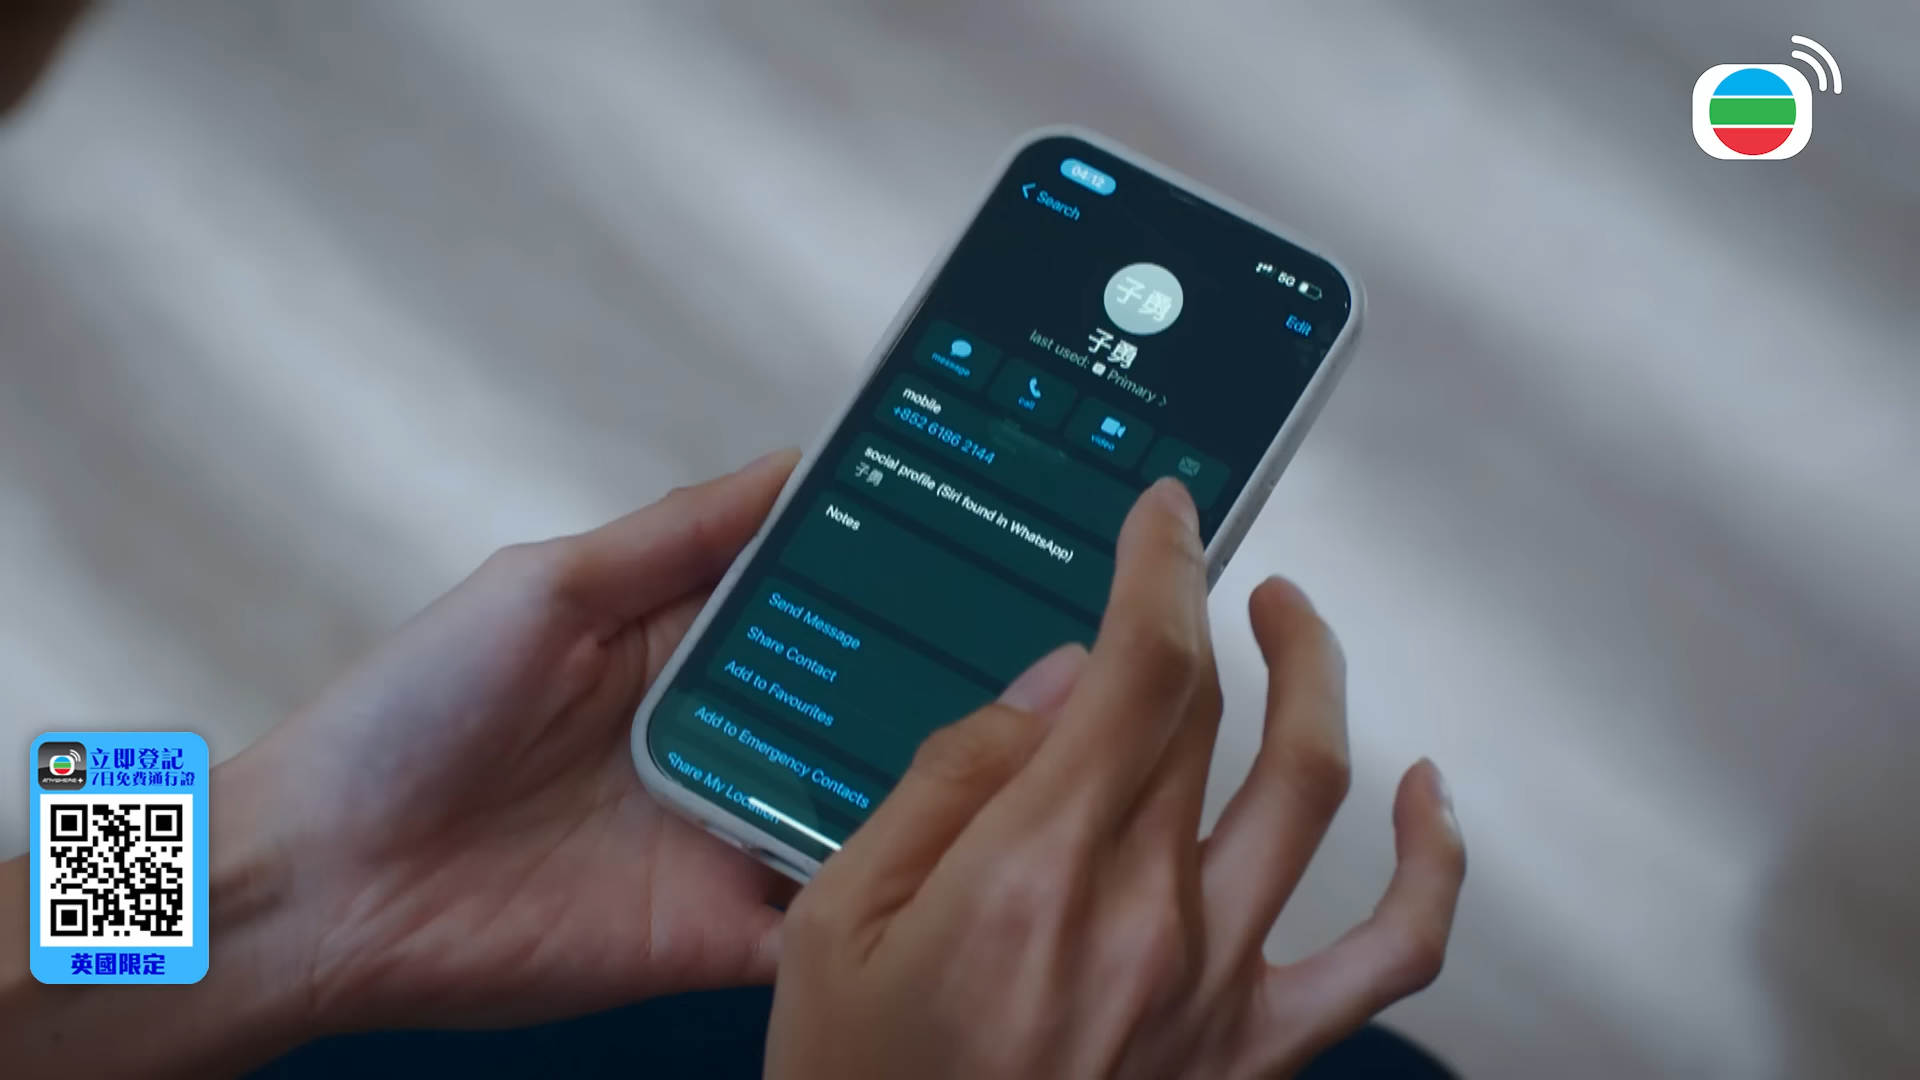 04:12
5G
Search
Edit
子勇
子勇
last used: Primary
message
call
video
mobile
+852 6186 2144
social profile (Siri found in WhatsApp)
子勇
Notes
Send Message
Share Contact
Add to Favourites
Add to Emergency Contacts
Share My Location
立即登記
7日免費通行證
ANYWHERE+
英國限定